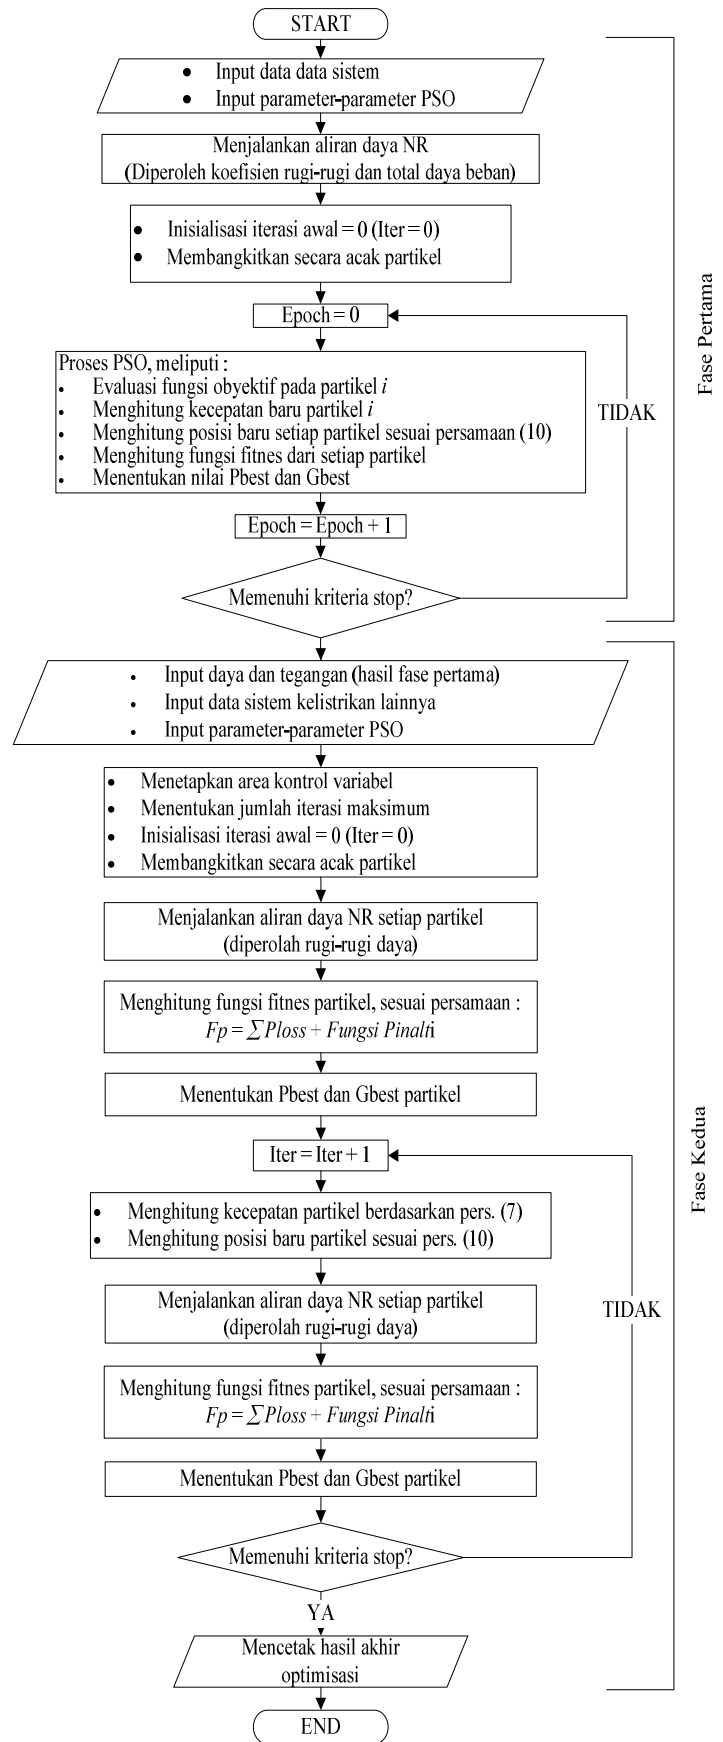 START
• Input data data sistem
• Input parameter-parameter PSO
Menjalankan aliran daya NR
(Diperoleh koefisien rugi-rugi dan total daya beban)
• Inisialisasi iterasi awal = 0 (Iter = 0)
• Membangkitkan secara acak partikel
Epoch = 0
Proses PSO, meliputi :
• Evaluasi fungsi obyektif pada partikel i
• Menghitung kecepatan baru partikel i
• Menghitung posisi baru setiap partikel sesuai persamaan (10)
• Menghitung fungsi fitnes dari setiap partikel
• Menentukan nilai Pbest dan Gbest
TIDAK
Epoch = Epoch + 1
Memenuhi kriteria stop?
Fase Pertama
• Input daya dan tegangan (hasil fase pertama)
• Input data sistem kelistrikan lainnya
• Input parameter-parameter PSO
• Menetapkan area kontrol variabel
• Menentukan jumlah iterasi maksimum
• Inisialisasi iterasi awal = 0 (Iter = 0)
• Membangkitkan secara acak partikel
Menjalankan aliran daya NR setiap partikel
(diperolah rugi-rugi daya)
Menghitung fungsi fitnes partikel, sesuai persamaan :
Fp = ∑Ploss + Fungsi Pinalti
Menentukan Pbest dan Gbest partikel
Iter = Iter + 1
• Menghitung kecepatan partikel berdasarkan pers. (7)
• Menghitung posisi baru partikel sesuai pers. (10)
Menjalankan aliran daya NR setiap partikel
(diperolah rugi-rugi daya)
TIDAK
Menghitung fungsi fitnes partikel, sesuai persamaan :
Fp = ∑Ploss + Fungsi Pinalti
Menentukan Pbest dan Gbest partikel
Memenuhi kriteria stop?
YA
Mencetak hasil akhir
optimisasi
END
Fase Kedua